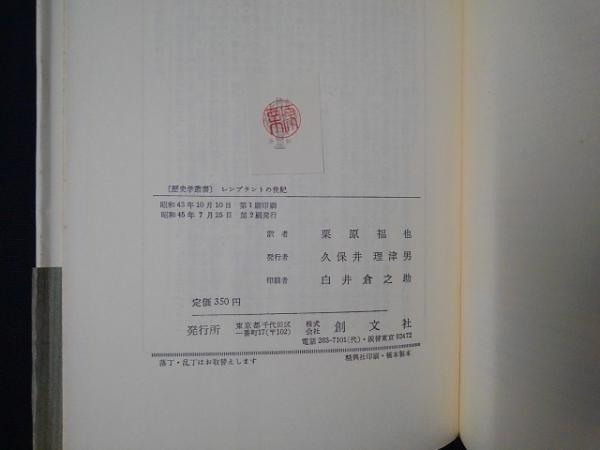 栗原
[歴史学叢書] レンブラントの世紀
昭和43年10月10日 第1刷印刷
昭和45年7月25日 第2刷発行
訳者 栗原福也
発行者 久保井理津男
印刷者 白井倉之助
定価350円
発行所 東京都千代田区一番町17(〒102) 株式会社 創文社
電話 263-7101(代)・振替東京 92472
落丁・乱丁はお取替えします 精興社印刷・橋本製本